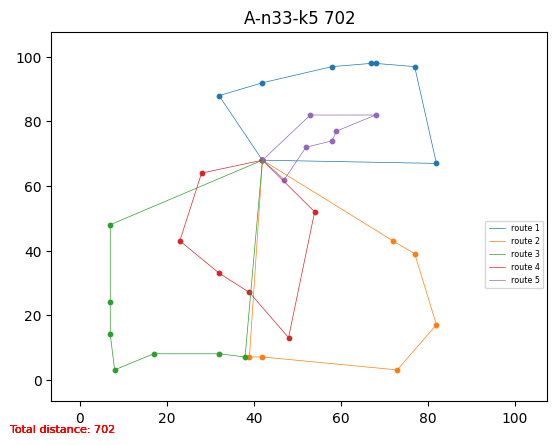 A-n33-k5 702
100
80
60
40
20
0
route 1
route 2
route 3
route 4
route 5
0 20 40 60 80 100
Total distance: 702